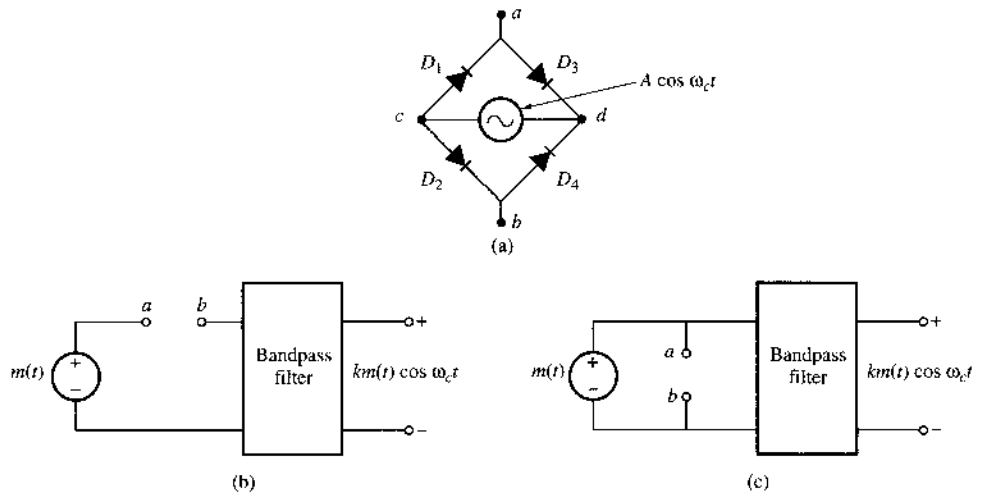 a
D1 D3
A cos ωct
c d
D2 D4
b
(a)
a b
m(t) + − Bandpass filter + km(t) cos ωct −
(b)
m(t) + − a b Bandpass filter + km(t) cos ωct −
(c)